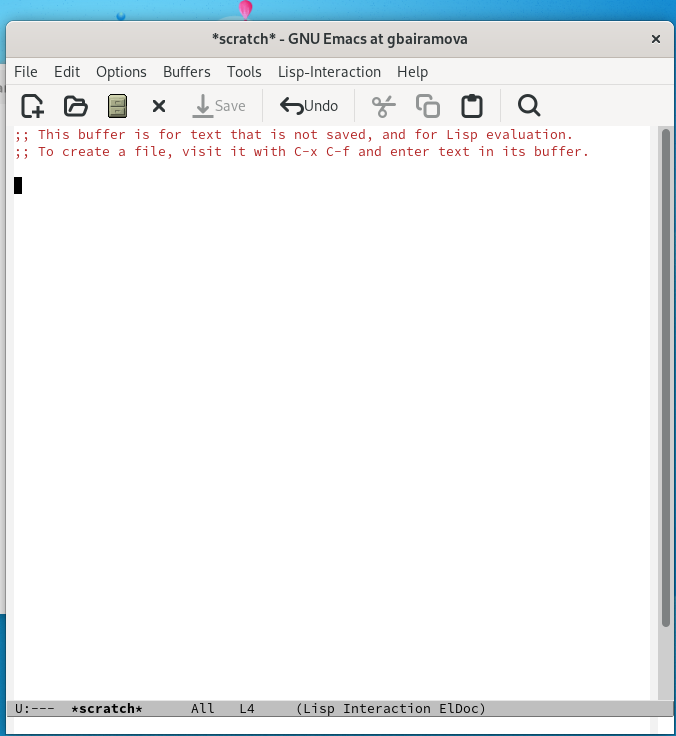 *scratch* - GNU Emacs at gbairamova ×
File Edit Options Buffers Tools Lisp-Interaction Help
Save Undo
;; This buffer is for text that is not saved, and for Lisp evaluation.
;; To create a file, visit it with C-x C-f and enter text in its buffer.
U:--- *scratch* All L4 (Lisp Interaction ElDoc)